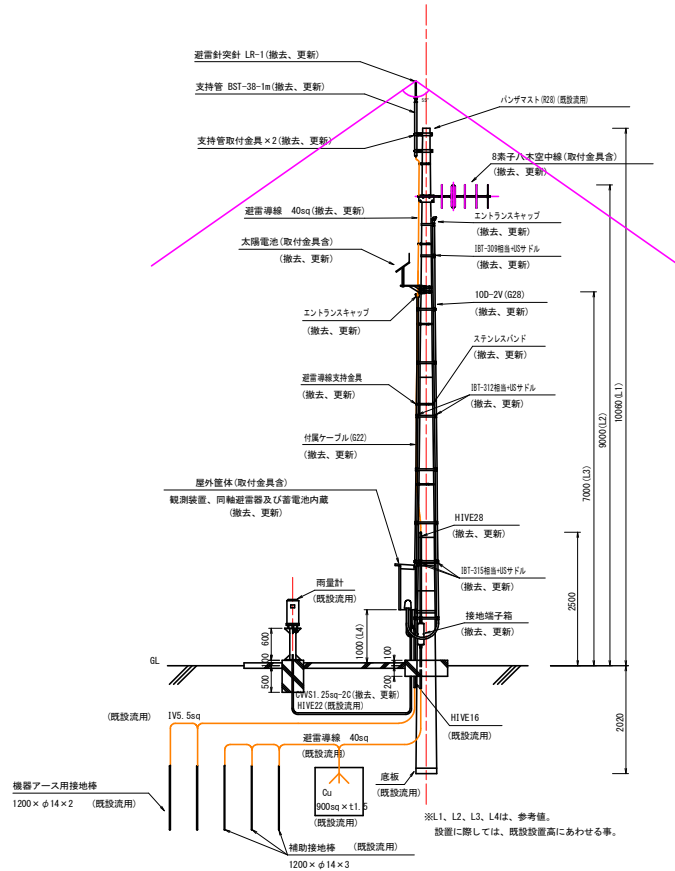 避雷針突針 LR-1(撤去、更新)
支持管 BST-38-1m(撤去、更新)
55°
パンザマスト(R28)(既設流用)
支持管取付金具×2(撤去、更新)
8素子八木空中線(取付金具含)
(撤去、更新)
避雷導線 40sq(撤去、更新)
エントランスキャップ
(撤去、更新)
太陽電池(取付金具含)
(撤去、更新)
IBT-309相当+USサドル
(撤去、更新)
10D-2V(G28)
(撤去、更新)
エントランスキャップ
(撤去、更新)
ステンレスバンド
(撤去、更新)
避雷導線支持金具
(撤去、更新)
IBT-312相当+USサドル
(撤去、更新)
付属ケーブル(G22)
(撤去、更新)
10060(L1)
9000(L2)
7000(L3)
屋外筐体(取付金具含)
観測装置、同軸避雷器及び蓄電池内蔵
(撤去、更新)
HIVE28
(撤去、更新)
2500
IBT-315相当+USサドル
(撤去、更新)
雨量計
(既設流用)
接地端子箱
(撤去、更新)
600
1000(L4)
100
GL
500
200
CVVS1.25sq-2C(撤去、更新)
HIVE22(既設流用)
2020
(既設流用)
IV5.5sq
HIVE16
(既設流用)
避雷導線 40sq
(既設流用)
機器アース用接地棒
1200×φ14×2 (既設流用)
Cu
900sq×t1.5
(既設流用)
底板
(既設流用)
※L1、L2、L3、L4は、参考値。
設置に際しては、既設設置高にあわせる事。
補助接地棒 (既設流用)
1200×φ14×3